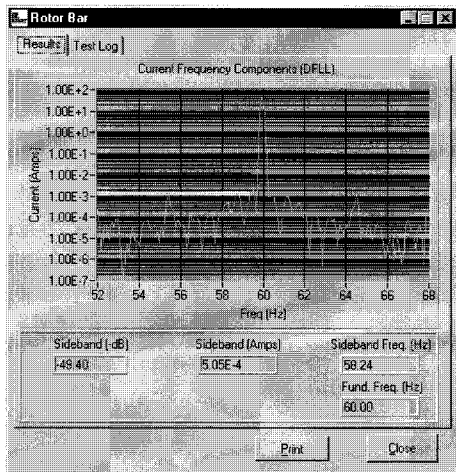 Rotor Bar
Results
Test Log
Current Frequency Components (DFLL)
Current (Amps)
1.00E+2
1.00E+1
1.00E+0
1.00E-1
1.00E-2
1.00E-3
1.00E-4
1.00E-5
1.00E-6
1.00E-7
52 54 56 58 60 62 64 66 68
Freq (Hz)
Sideband (-dB)
-49.40
Sideband (Amps)
5.05E-4
Sideband Freq. (Hz)
58.24
Fund. Freq. (Hz)
60.00
Print
Close